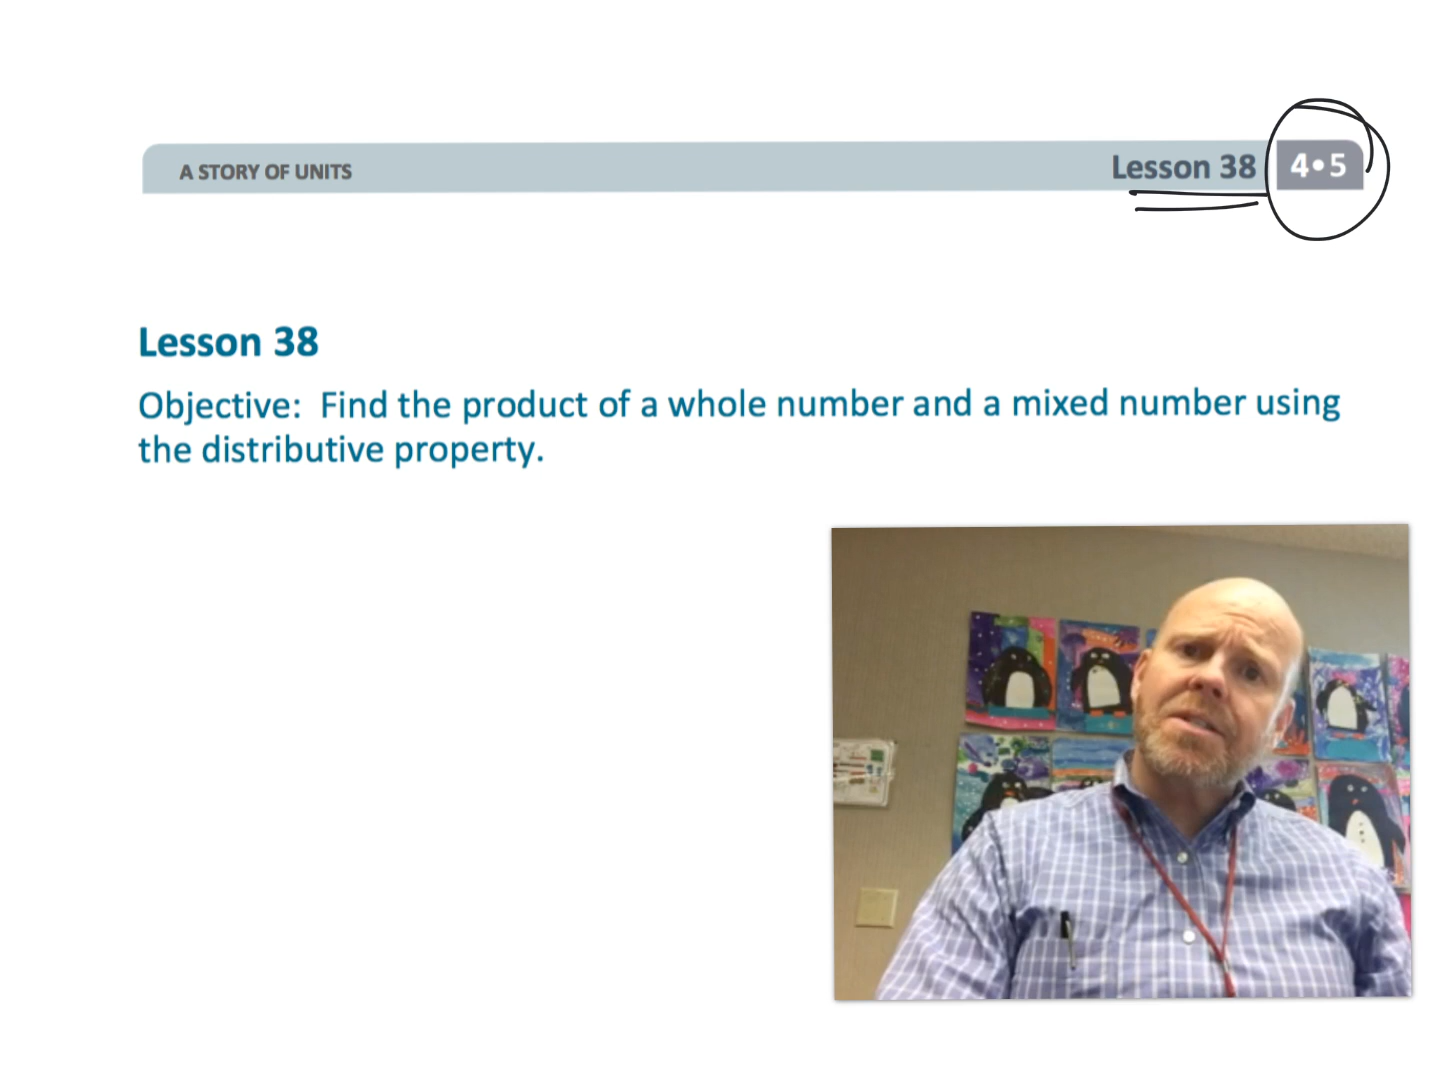 A STORY OF UNITS
Lesson 38
4•5
Lesson 38
Objective: Find the product of a whole number and a mixed number using
the distributive property.